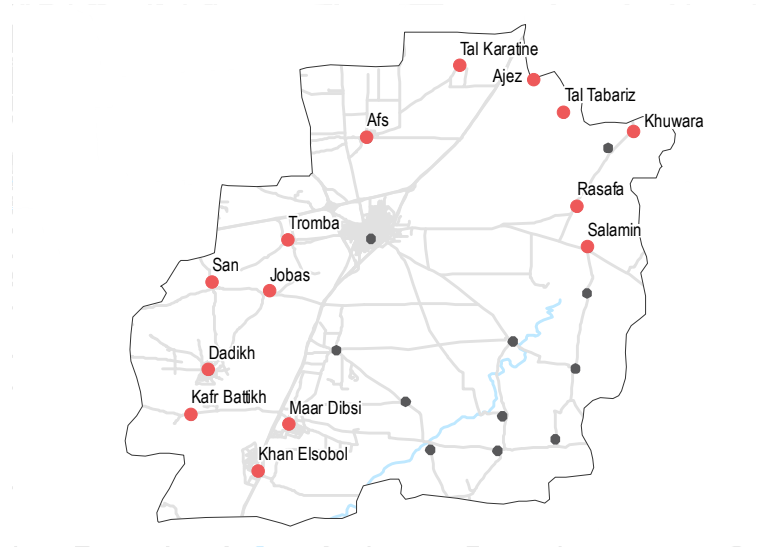 Tal Karatine
Ajez
Tal Tabariz
Afs
Khuwara
Rasafa
Tromba
Salamin
San
Jobas
Dadikh
Kafr Battikh
Maar Dibsi
Khan Elsobol